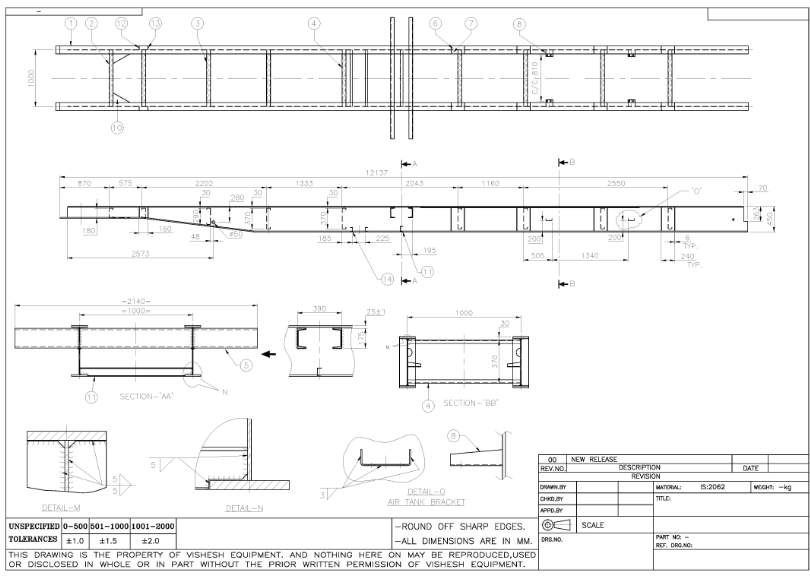 1
2
12
13
3
4
6
7
8
10
1000
C/C 810
A
B
12137
870
575
2202
1333
2043
1160
2550
"O"
70
30
280
30
30
30
390
370
370
180
160
48
ø50
185
225
195
200
200
263
450
6
TYP.
240
TYP.
2573
14
11
505
1340
A
B
-2140-
-1000-
390
25±1
175
1000
30
370
5
11
N
SECTION-'AA'
4
SECTION-'BB'
M
8
5
5
5
3
DETAIL-M
DETAIL-N
DETAIL-O
AIR TANK BRACKET
00 NEW RELEASE
REV.NO. DESCRIPTION DATE
REVISION
DRAWN.BY MATERIAL: IS:2062 WEIGHT: -kg
CHKD.BY TITLE:
APPD.BY
SCALE
DRG.NO. PART NO: -
REF. DRG.NO:
UNSPECIFIED 0-500 501-1000 1001-2000
TOLERANCES ±1.0 ±1.5 ±2.0
-ROUND OFF SHARP EDGES.
-ALL DIMENSIONS ARE IN MM.
THIS DRAWING IS THE PROPERTY OF VISHESH EQUIPMENT. AND NOTHING HERE ON MAY BE REPRODUCED,USED
OR DISCLOSED IN WHOLE OR IN PART WITHOUT THE PRIOR WRITTEN PERMISSION OF VISHESH EQUIPMENT.